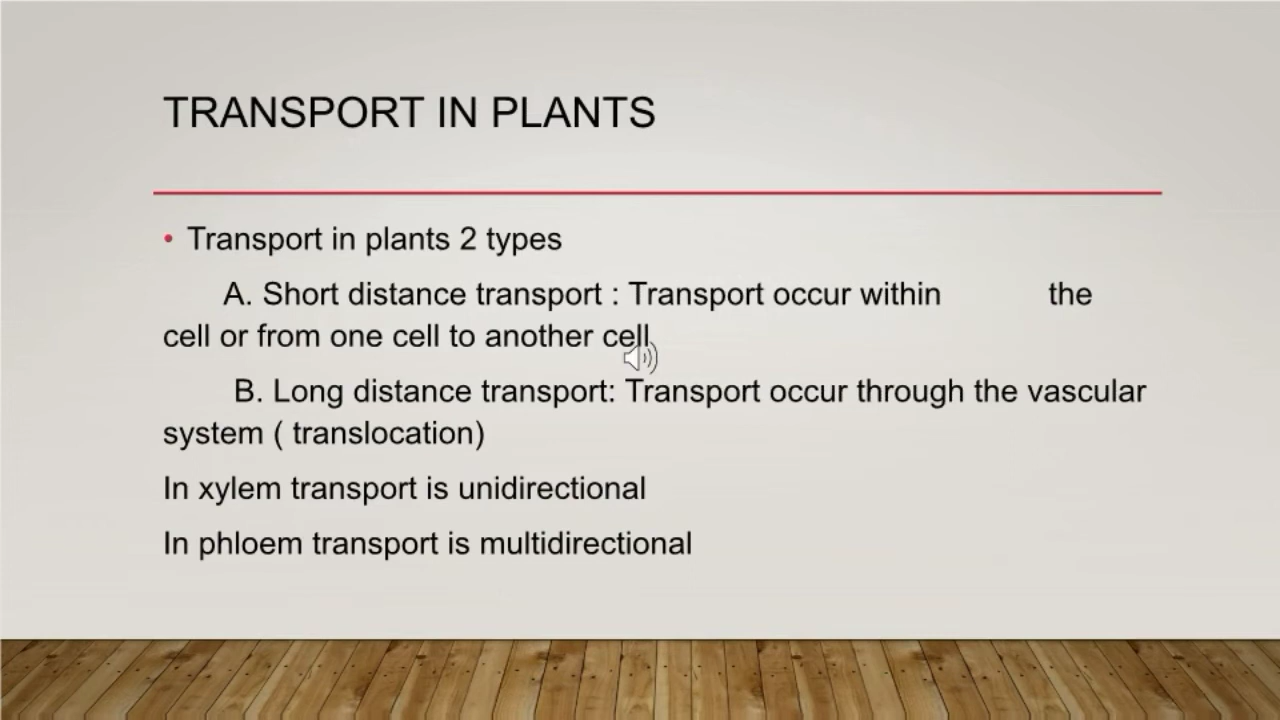 TRANSPORT IN PLANTS
• Transport in plants 2 types
A. Short distance transport : Transport occur within the
cell or from one cell to another cell
B. Long distance transport: Transport occur through the vascular
system ( translocation)
In xylem transport is unidirectional
In phloem transport is multidirectional